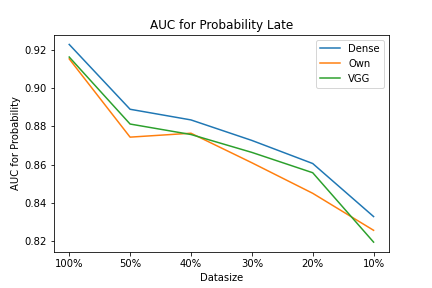 AUC for Probability Late
Dense
Own
VGG
AUC for Probability
0.92
0.90
0.88
0.86
0.84
0.82
100% 50% 40% 30% 20% 10%
Datasize